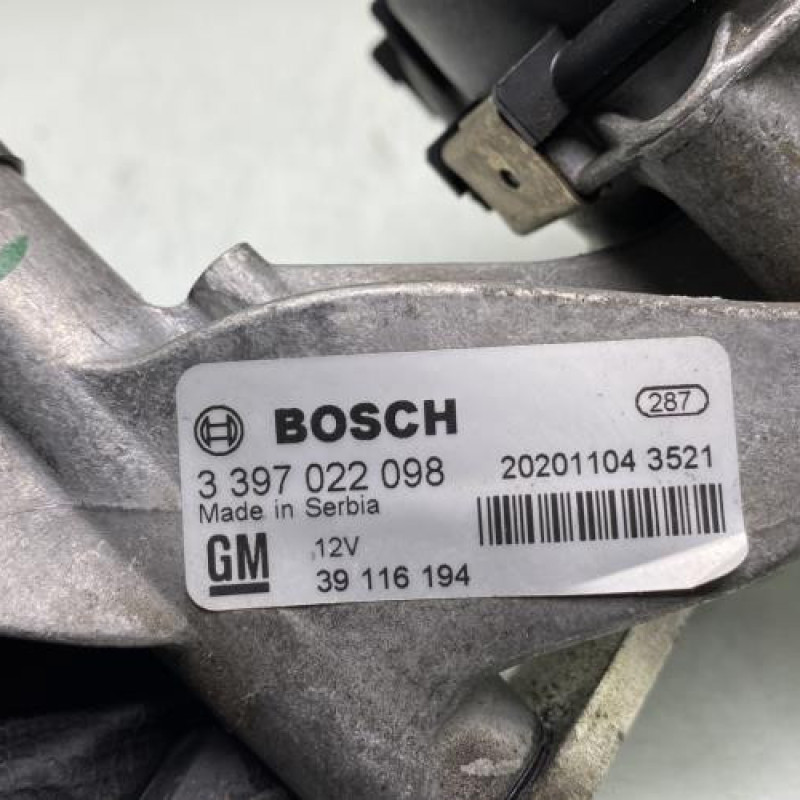 BOSCH
287
3 397 022 098
20201104 3521
Made in Serbia
GM
12V
39 116 194